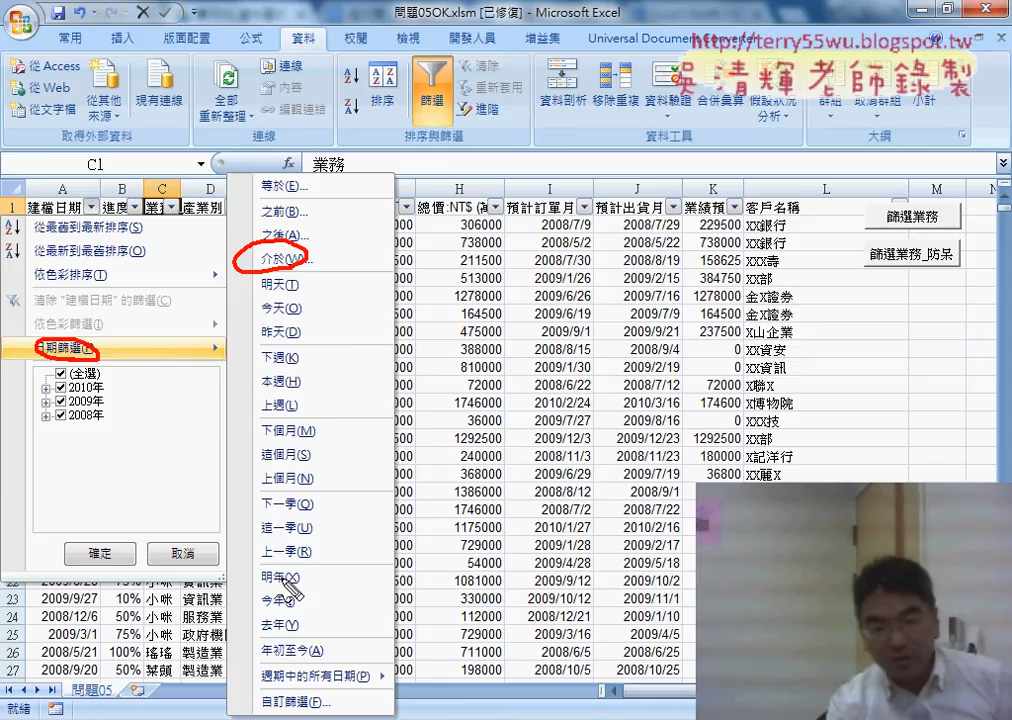 問題05OK.xlsm [已修復] - Microsoft Excel
常用 插入 版面配置 公式 資料 校閱 檢視 開發人員 增益集 Universal Document Converter
http://terry55wu.blogspot.tw
吳清輝老師錄製
從 Access
從 Web
從文字檔
從其他來源
現有連線
取得外部資料
全部重新整理
連線
內容
編輯連結
連線
排序
篩選
清除
重新套用
進階
排序與篩選
資料剖析 移除重複 資料驗證 合併彙算 假設狀況分析
資料工具
群組 取消群組 小計
大綱
C1 fx 業務
A B C D H I J K L M N
1 建檔日期 進度 業務 產業別 總價:NT$ 預計訂單月 預計出貨月 業績預 客戶名稱
306000 2008/7/9 2008/7/29 229500 XX銀行
738000 2008/5/2 2008/5/22 738000 XX銀行
211500 2008/7/30 2008/8/19 158625 XX壽
513000 2009/1/26 2009/2/15 384750 XX部
1278000 2009/6/26 2009/7/16 1278000 金X證券
164500 2009/6/19 2009/7/9 164500 金X證券
475000 2009/9/1 2009/9/21 237500 X山企業
388000 2008/8/15 2008/9/4 0 XX資安
810000 2009/1/30 2009/2/19 0 XX資訊
72000 2008/6/22 2008/7/12 72000 X聯X
1746000 2010/2/24 2010/3/16 174600 X博物院
36000 2009/7/27 2009/8/16 0 XXX技
1292500 2009/12/3 2009/12/23 1292500 XX部
180000 2008/11/3 2008/11/23 180000 X記洋行
368000 2009/6/29 2009/7/19 36800 XX麗X
1386000 2008/8/12 2008/9/1
1746000 2008/7/2 2008/7/22
1175000 2010/1/27 2010/2/16
729000 2009/1/28 2009/2/17
54000 2009/4/28 2009/5/18
1081000 2009/9/12 2009/10/2
23 2009/9/27 10% 小咪 資訊業 330000 2009/10/12 2009/11/1
24 2008/12/6 50% 小咪 服務業 112000 2008/12/21 2009/1/10
25 2009/3/1 75% 小咪 政府機 729000 2009/3/16 2009/4/5
26 2008/5/21 100% 瑤瑤 製造業 711000 2008/6/5 2008/6/25
27 2008/9/20 50% 菜頭 製造業 198000 2008/10/5 2008/10/25
篩選業務
篩選業務_防呆
從最舊到最新排序(S)
從最新到最舊排序(O)
依色彩排序(T)
清除 "建檔日期" 的篩選(C)
依色彩篩選(I)
日期篩選(F)
(全選)
2010年
2009年
2008年
確定 取消
等於(E)...
之前(B)...
之後(A)...
介於(W)...
明天(T)
今天(O)
昨天(D)
下週(K)
本週(H)
上週(L)
下個月(M)
這個月(S)
上個月(N)
下一季(Q)
這一季(U)
上一季(R)
明年(X)
今年(I)
去年(Y)
年初至今(A)
週期中的所有日期(P)
自訂篩選(F)...
問題05
就緒